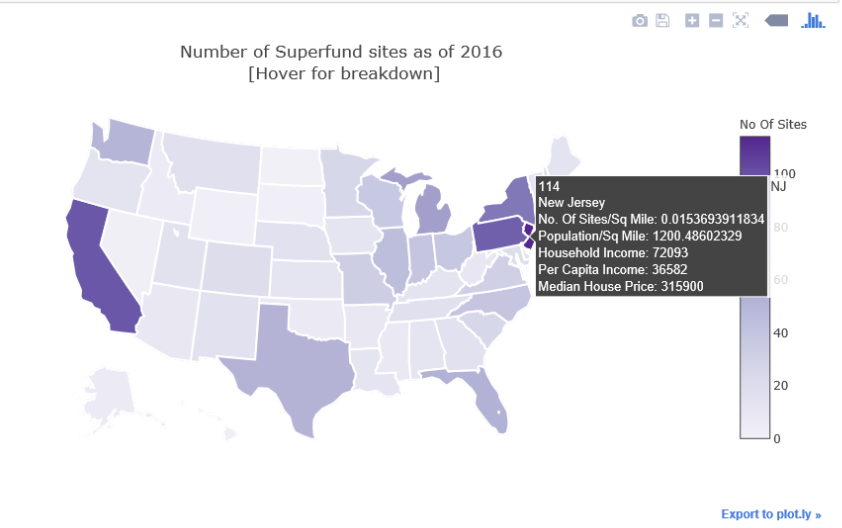 Number of Superfund sites as of 2016
[Hover for breakdown]
No Of Sites
100
80
60
40
20
0
NJ
114
New Jersey
No. Of Sites/Sq Mile: 0.0153693911834
Population/Sq Mile: 1200.48602329
Household Income: 72093
Per Capita Income: 36582
Median House Price: 315900
Export to plot.ly »